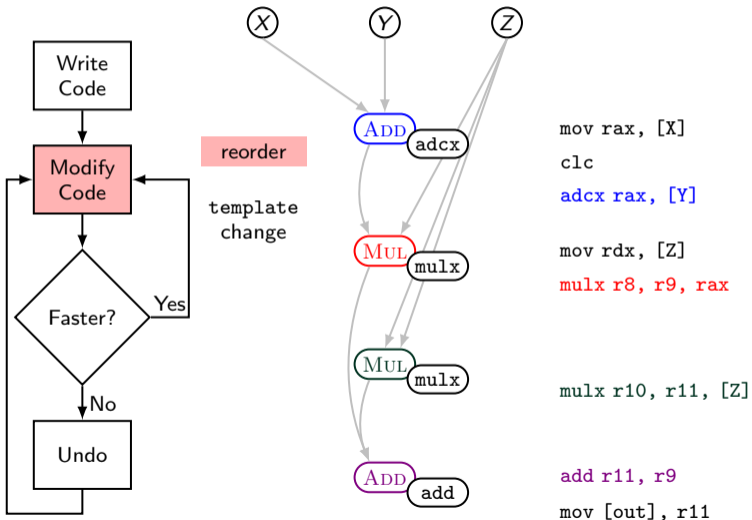 Write
Code
Modify
Code
Faster?
Yes
No
Undo
reorder
template
change
X
Y
Z
ADD
adcx
MUL
mulx
MUL
mulx
ADD
add
mov rax, [X]
clc
adcx rax, [Y]
mov rdx, [Z]
mulx r8, r9, rax
mulx r10, r11, [Z]
add r11, r9
mov [out], r11